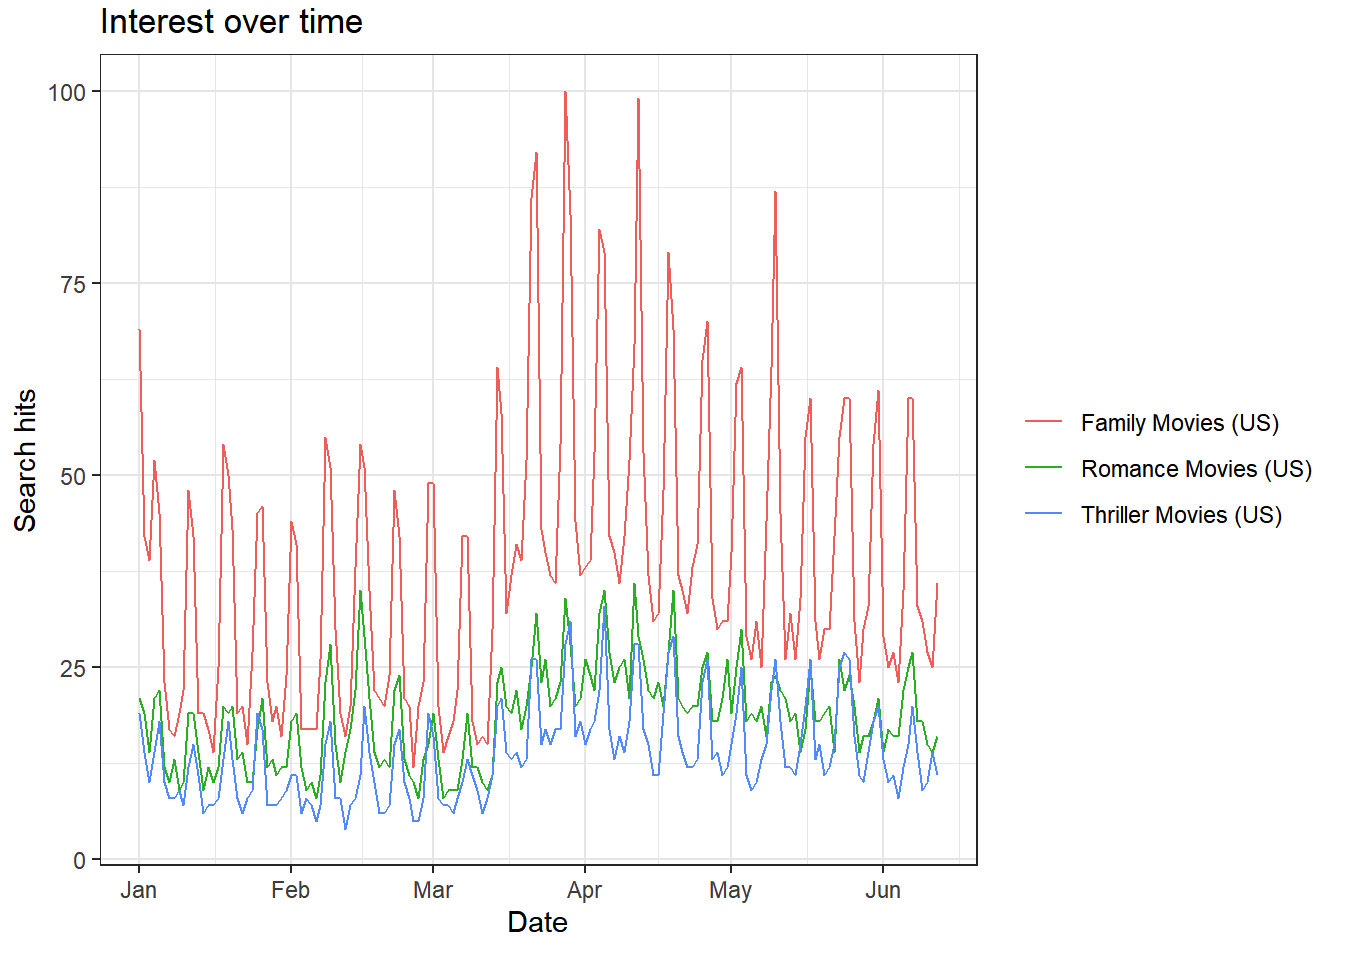 Interest over time
100
75
50
25
0
Search hits
Jan Feb Mar Apr May Jun
Date
Family Movies (US)
Romance Movies (US)
Thriller Movies (US)